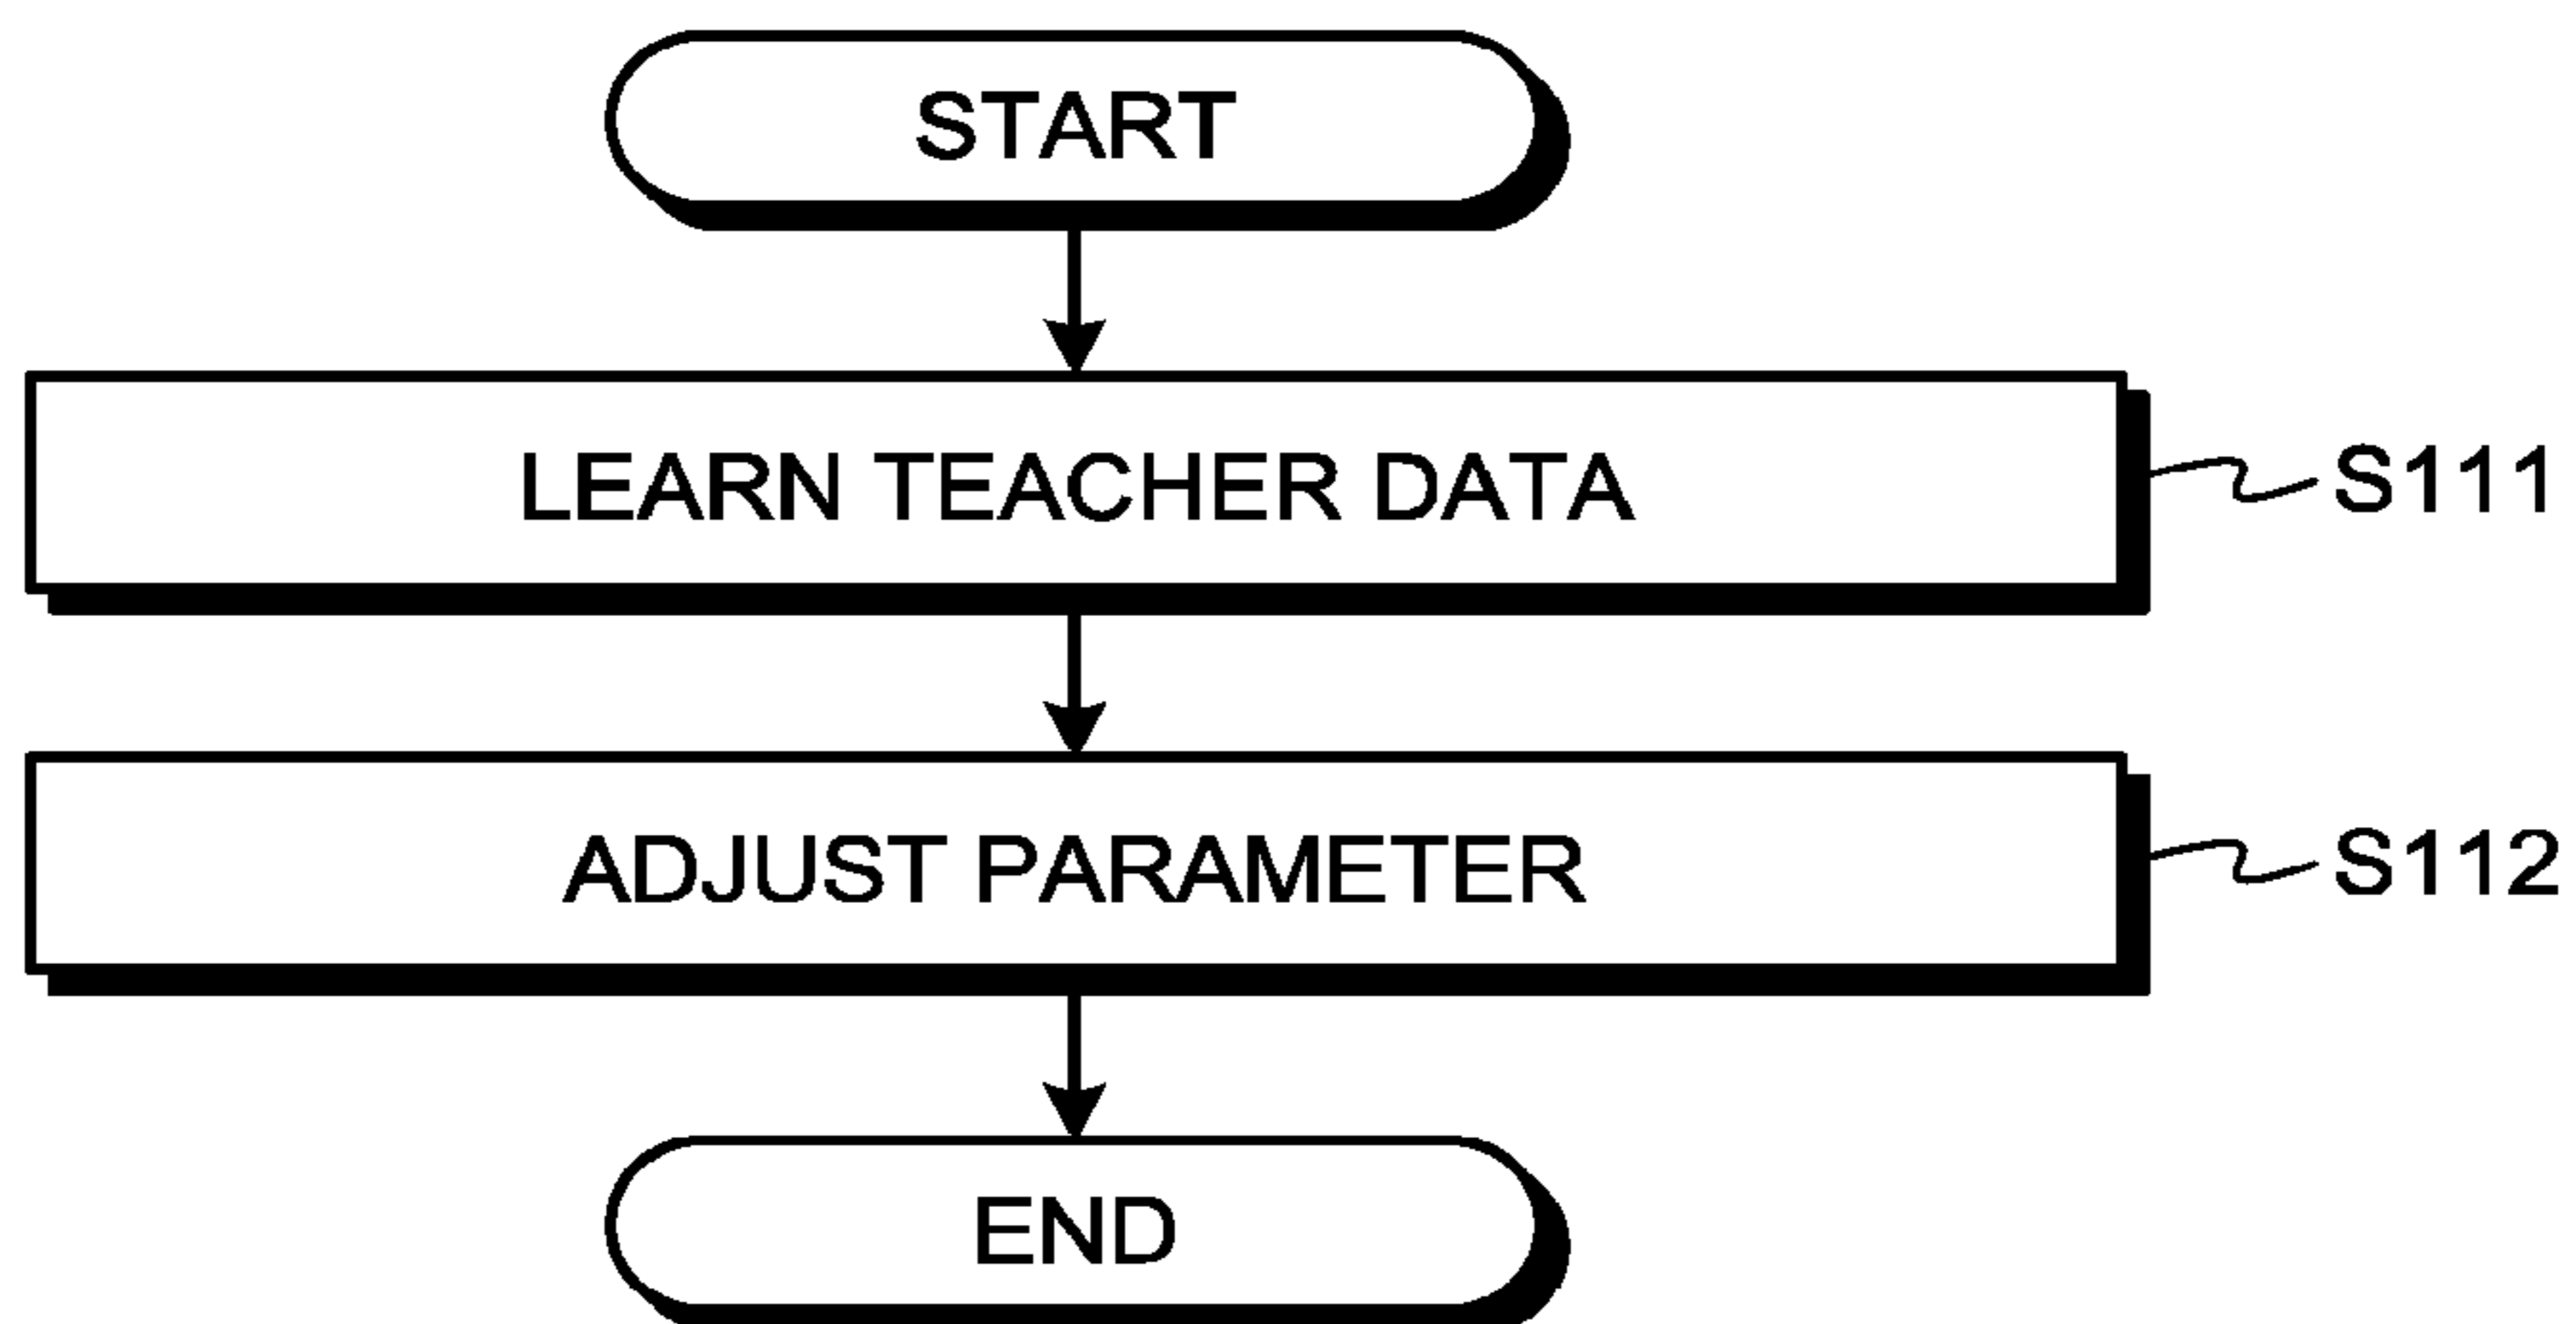 START
LEARN TEACHER DATA
S111
ADJUST PARAMETER
S112
END